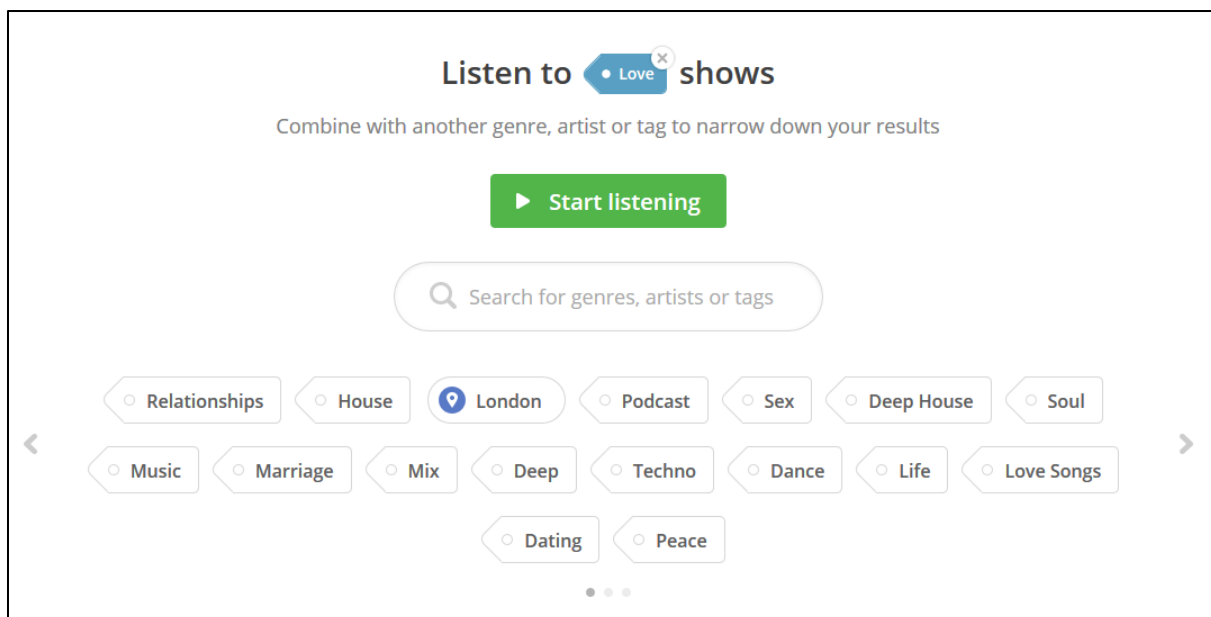 Listen to Love shows
Combine with another genre, artist or tag to narrow down your results
Start listening
Search for genres, artists or tags
Relationships House London Podcast Sex Deep House Soul
Music Marriage Mix Deep Techno Dance Life Love Songs
Dating Peace